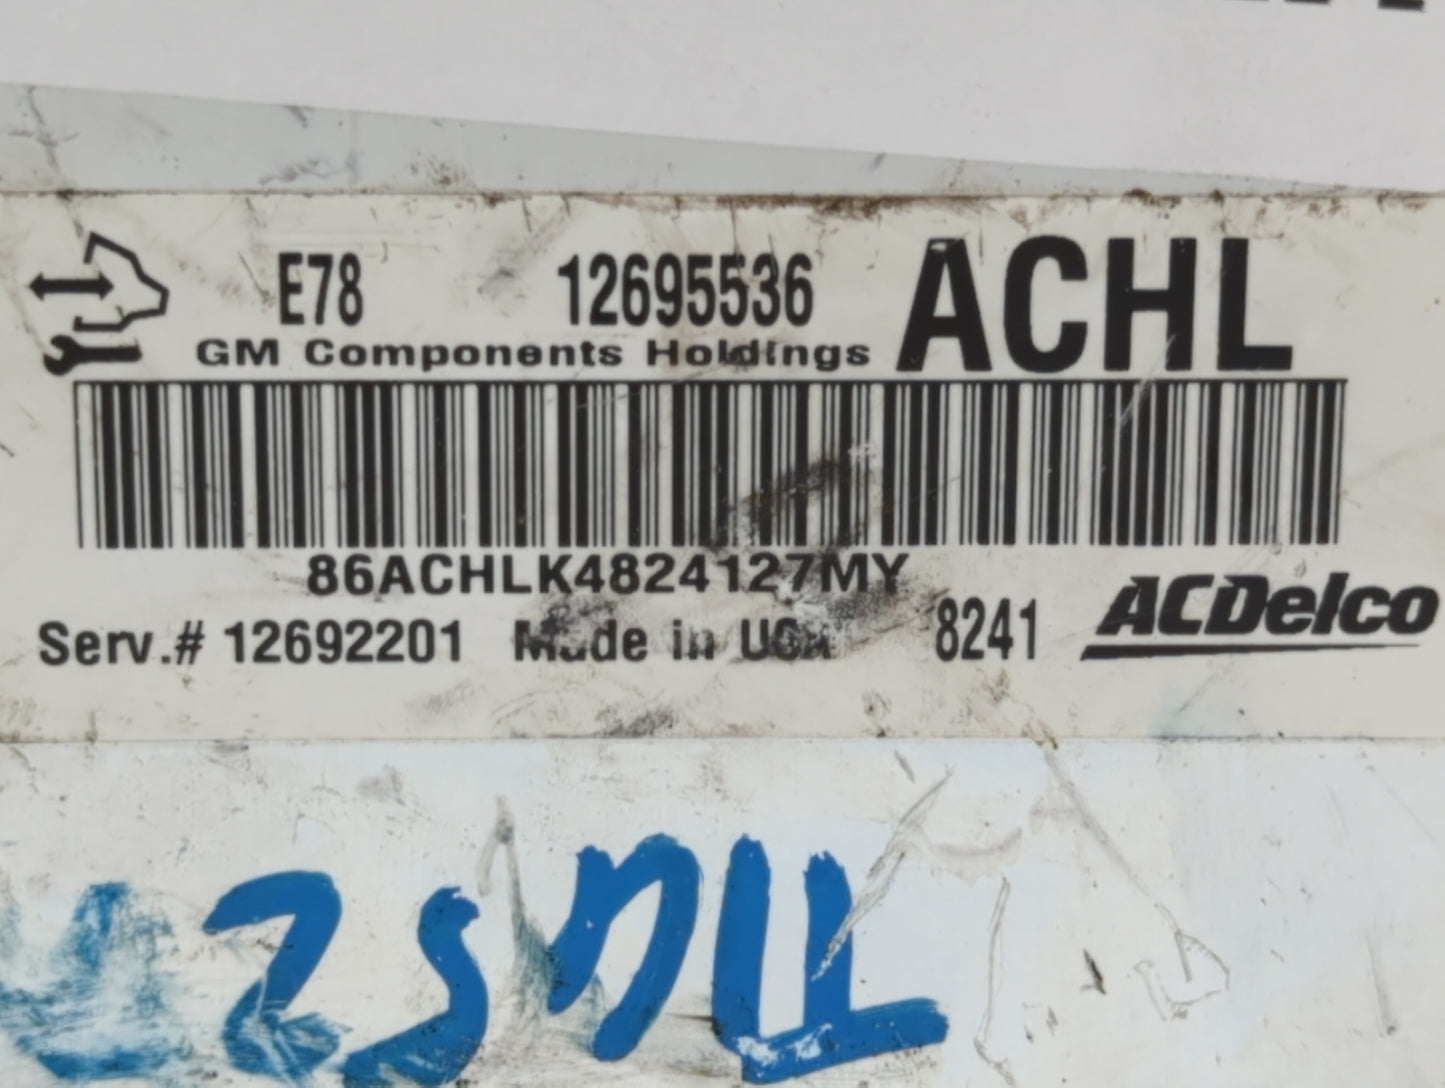 E78 12695536 ACHL
GM Components Holdings
86ACHLK4824127MY
Serv.# 12692201 Made in USA 8241 ACDelco